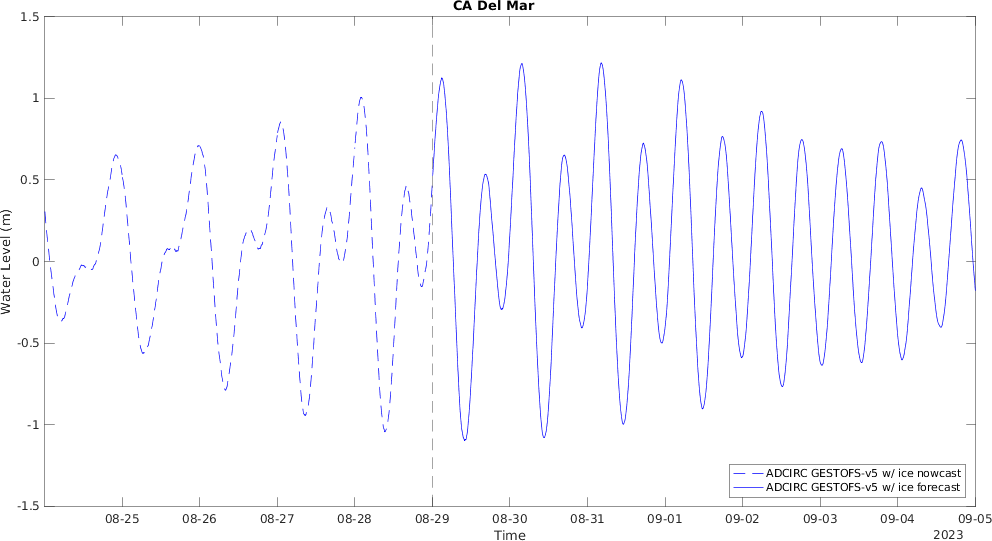 CA Del Mar
1.5
1
0.5
0
-0.5
-1
-1.5
Water Level (m)
08-25 08-26 08-27 08-28 08-29 08-30 08-31 09-01 09-02 09-03 09-04 09-05
Time
2023
ADCIRC GESTOFS-v5 w/ ice nowcast
ADCIRC GESTOFS-v5 w/ ice forecast